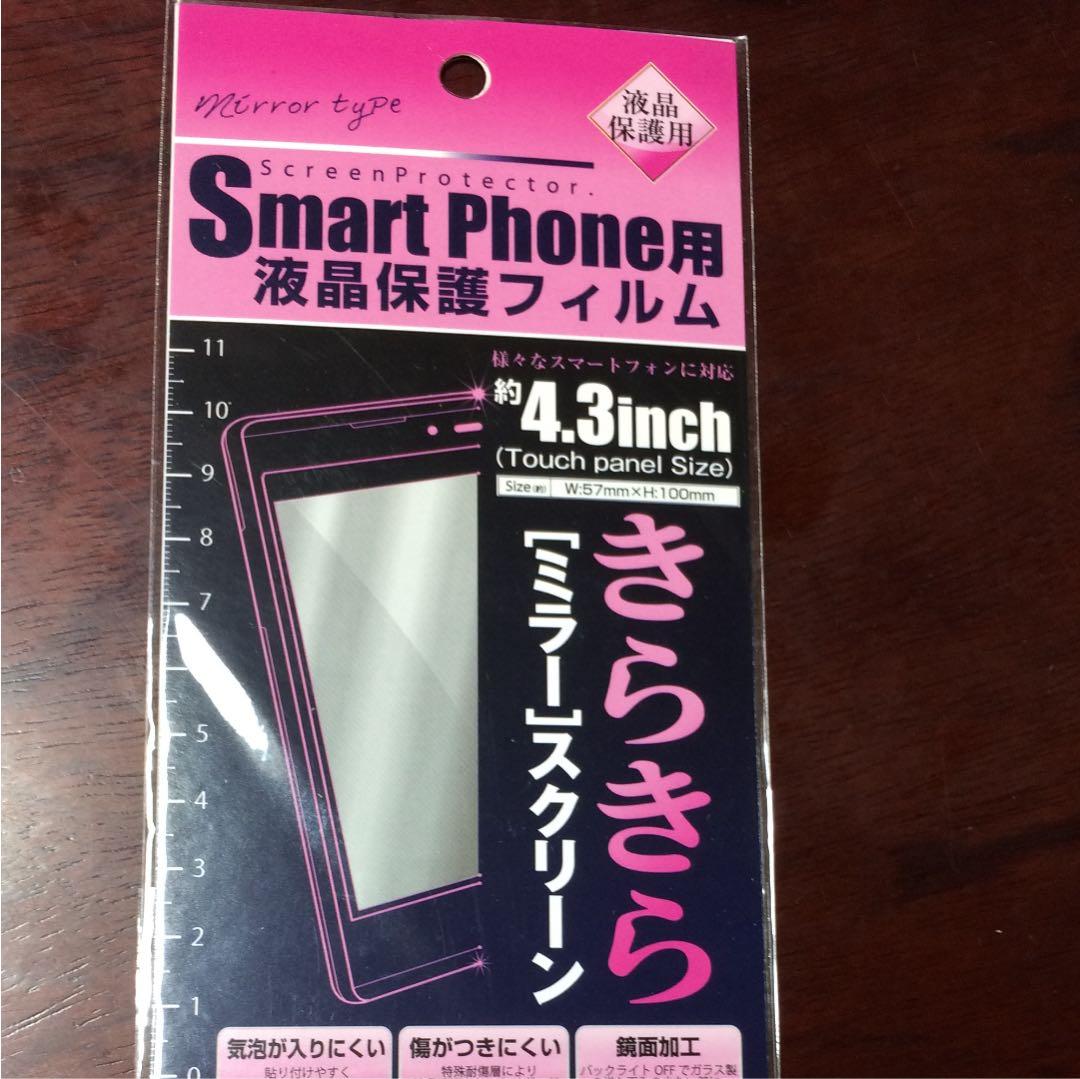 mirror type
液晶
保護用
ScreenProtector.
Smart Phone用
液晶保護フィルム
様々なスマートフォンに対応
約4.3inch
(Touch panel Size)
Size(約) W:57mm×H:100mm
きらきら
[ミラー]スクリーン
11
10
9
8
7
5
4
3
2
1
0
気泡が入りにくい
貼り付けやすく
傷がつきにくい
特殊耐傷層により
鏡面加工
バックライトOFFでガラス製